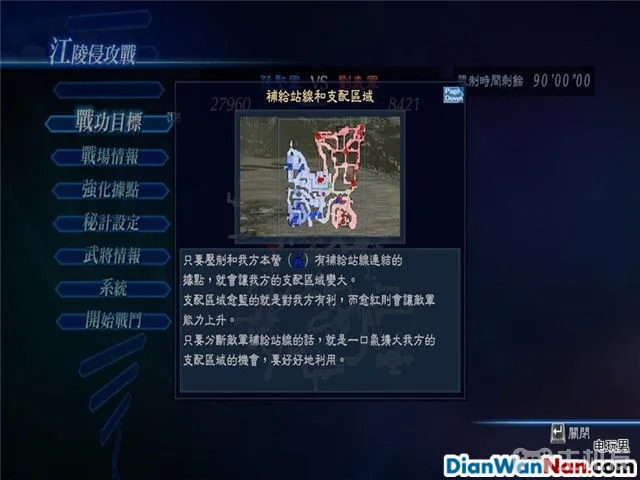 江陵侵攻戰
VS
限制時間剩餘 90'00"00
27960
8421
補給站線和支配區域
Page Down
戰功目標
戰場情報
強化據點
秘計設定
武將情報
系統
開始戰鬥
只要壓制和我方本營（ ）有補給站線連結的
據點，就會讓我方的支配區域變大。
支配區域愈藍的就是對我方有利，而愈紅則會讓敵軍
能力上升。
只要分斷敵軍補給站線的話，就是一口氣擴大我方的
支配區域的機會，要好好地利用。
關閉
电玩男
DianWanNan.com